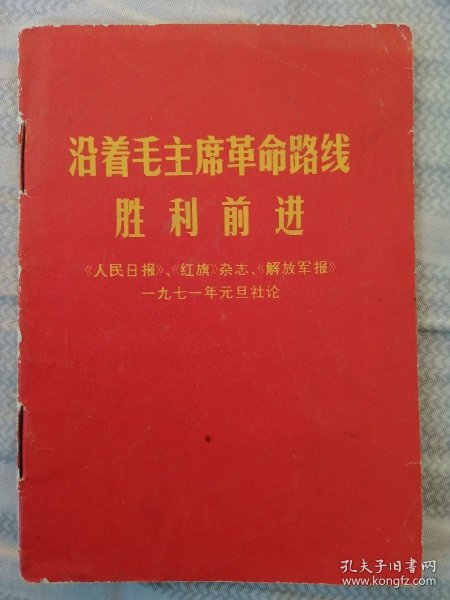 沿着毛主席革命路线
胜利前进
《人民日报》、《红旗》杂志、《解放军报》
一九七一年元旦社论
孔夫子旧书网
www.kongfz.com